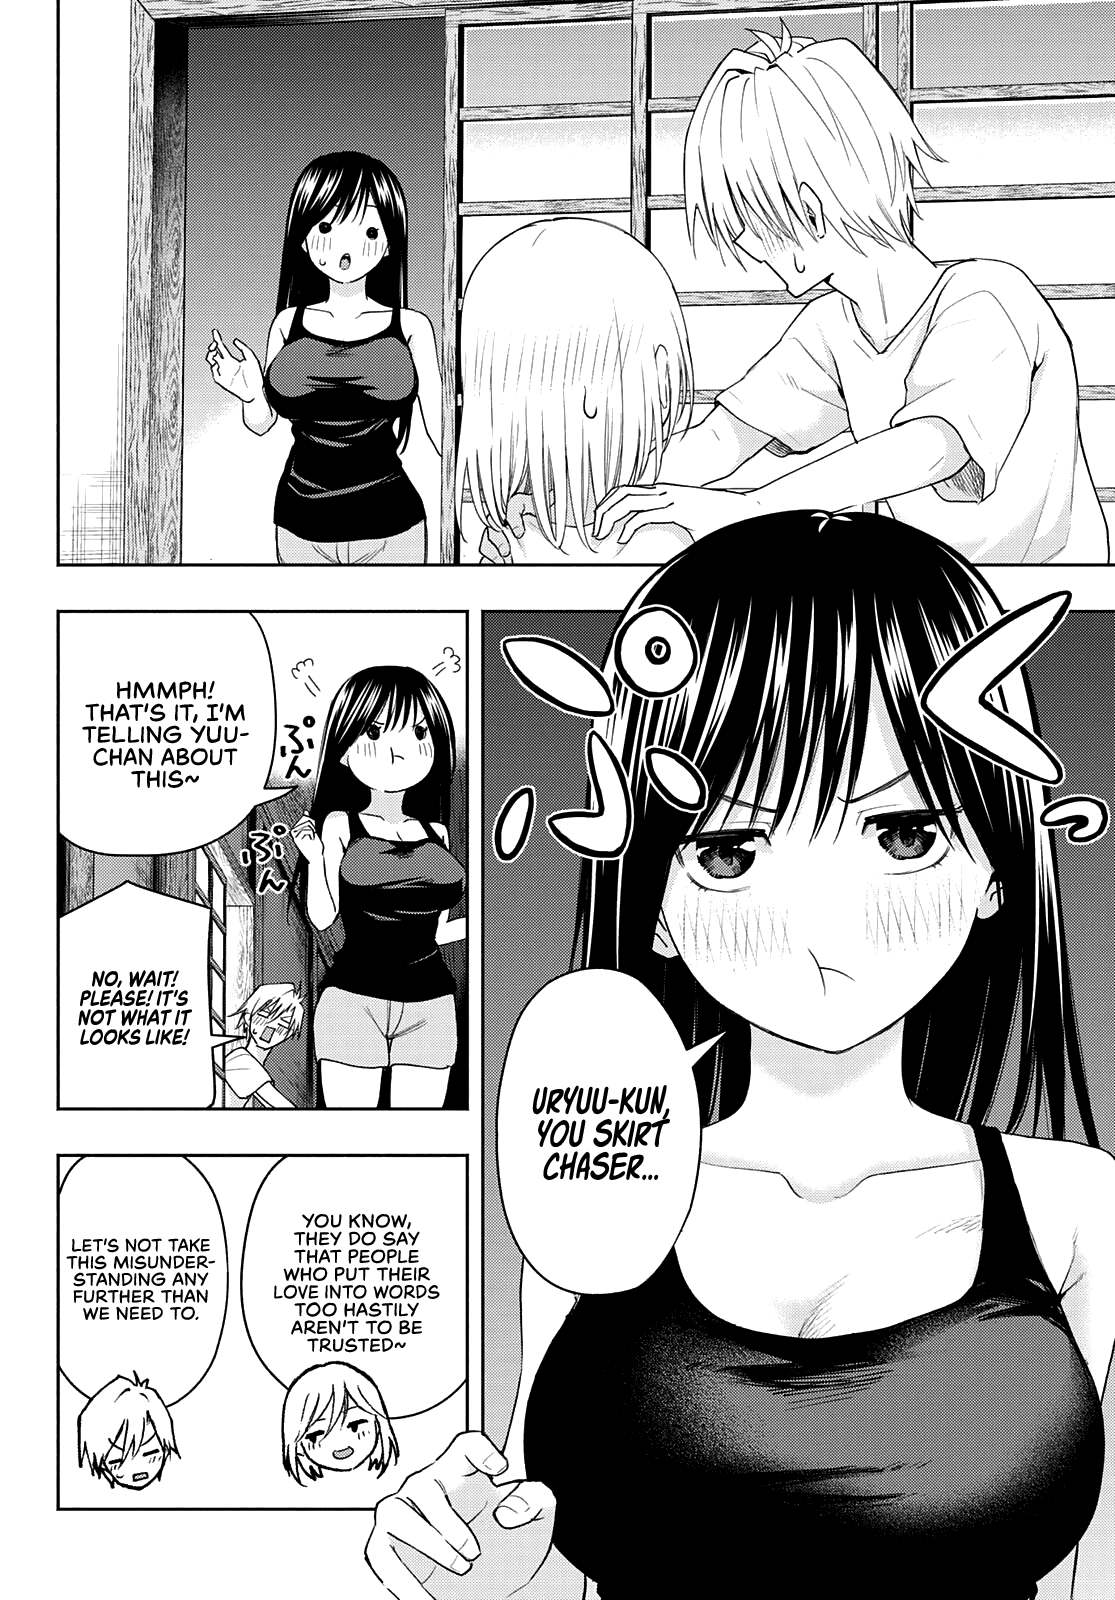 ぷいっ
URYUU-KUN,
YOU SKIRT
CHASER...
HMMPH!
THAT'S IT, I'M
TELLING YUU-
CHAN ABOUT
THIS~
ぷん
ぷん
NO, WAIT!
PLEASE! IT'S
NOT WHAT IT
LOOKS LIKE!
YOU KNOW,
THEY DO SAY
THAT PEOPLE
WHO PUT THEIR
LOVE INTO WORDS
TOO HASTILY
AREN'T TO BE
TRUSTED~
LET'S NOT TAKE
THIS MISUNDER-
STANDING ANY
FURTHER THAN
WE NEED TO.